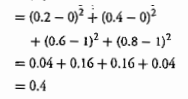 = (0.2 − 0)² + (0.4 − 0)²
+ (0.6 − 1)² + (0.8 − 1)²
= 0.04 + 0.16 + 0.16 + 0.04
= 0.4